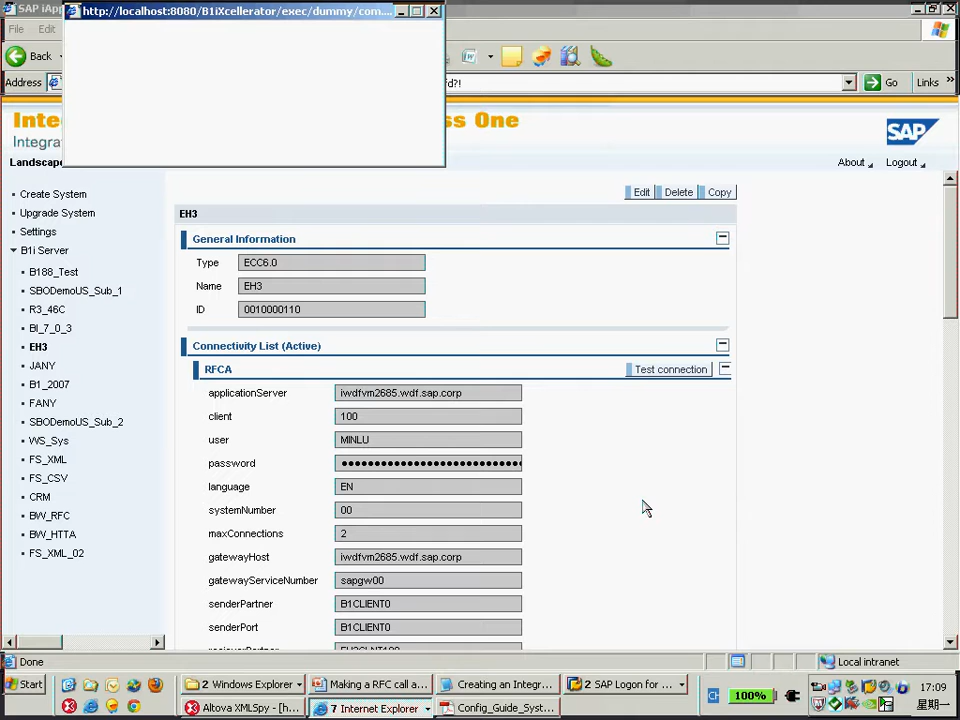 SAP iApp
http://localhost:8080/B1iXcellerator/exec/dummy/com....
File Edit
Back
Address fd?! Go Links »
Inte ss One
Integra
SAP
Landscape About Logout
Create System
Upgrade System
Settings
B1i Server
B188_Test
SBODemoUS_Sub_1
R3_46C
BI_7_0_3
EH3
JANY
B1_2007
FANY
SBODemoUS_Sub_2
WS_Sys
FS_XML
FS_CSV
CRM
BW_RFC
BW_HTTA
FS_XML_02
Edit Delete Copy
EH3
General Information
Type ECC6.0
Name EH3
ID 0010000110
Connectivity List (Active)
RFCA Test connection
applicationServer iwdfvm2685.wdf.sap.corp
client 100
user MINLU
password ••••••••••••••••••••••••••••
language EN
systemNumber 00
maxConnections 2
gatewayHost iwdfvm2685.wdf.sap.corp
gatewayServiceNumber sapgw00
senderPartner B1CLIENT0
senderPort B1CLIENT0
Done Local intranet
Start 2 Windows Explorer Making a RFC call a... Creating an Integr... 2 SAP Logon for ... 100% 17:09
Altova XMLSpy - [h... 7 Internet Explorer Config_Guide_Syst... 星期一